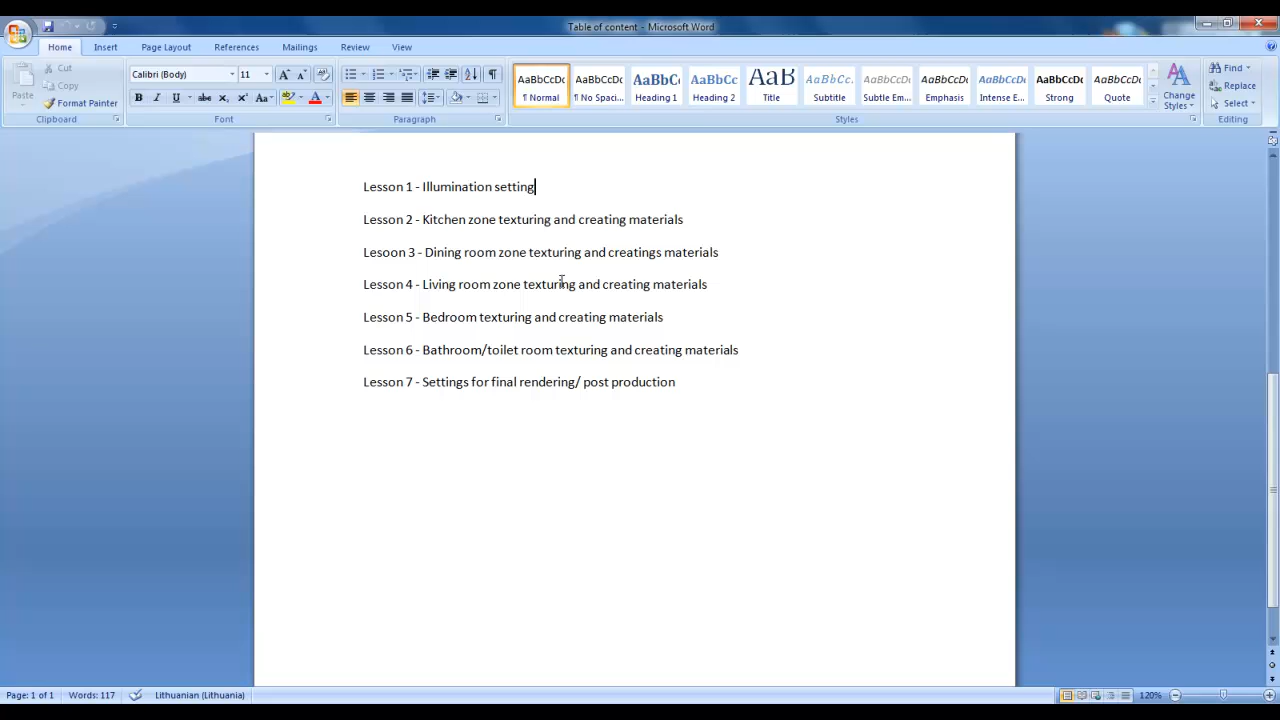 Table of content - Microsoft Word
Home Insert Page Layout References Mailings Review View
Paste
Cut
Copy
Format Painter
Clipboard
Calibri (Body) 11
B I U abc x₂ x² Aa
Font
Paragraph
AaBbCcDc AaBbCcDc AaBbC AaBbCc AaB AaBbCc. AaBbCcDc AaBbCcDc AaBbCcDc AaBbCcDc AaBbCcDc
¶ Normal ¶ No Spaci... Heading 1 Heading 2 Title Subtitle Subtle Em... Emphasis Intense E... Strong Quote
Styles
Change Styles
Find
Replace
Select
Editing
Lesson 1 - Illumination setting
Lesson 2 - Kitchen zone texturing and creating materials
Lesoon 3 - Dining room zone texturing and creatings materials
Lesson 4 - Living room zone texturing and creating materials
Lesson 5 - Bedroom texturing and creating materials
Lesson 6 - Bathroom/toilet room texturing and creating materials
Lesson 7 - Settings for final rendering/ post production
Page: 1 of 1 Words: 117 Lithuanian (Lithuania) 120%